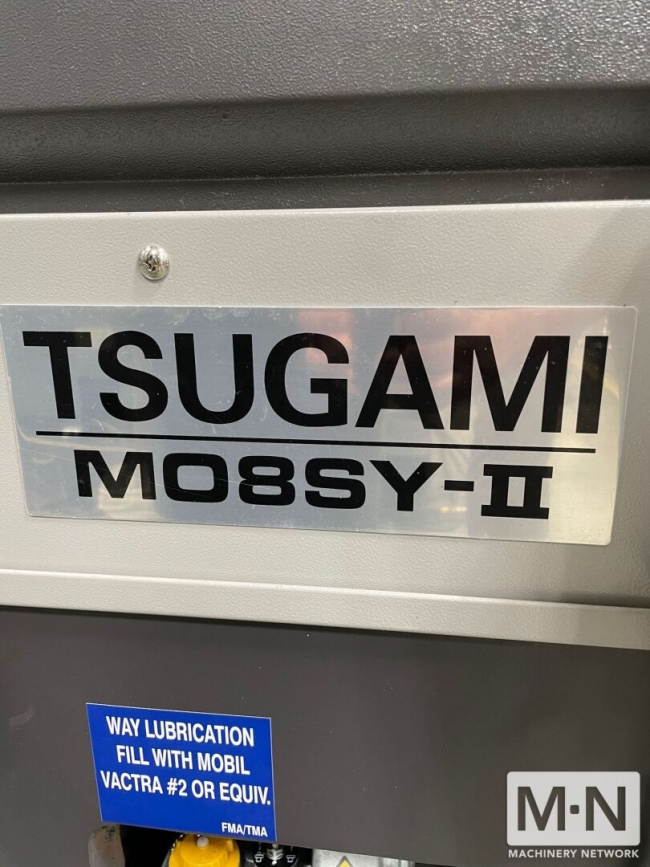 TSUGAMI
M08SY-II
WAY LUBRICATION
FILL WITH MOBIL
VACTRA #2 OR EQUIV.
FMA/TMA
M·N
MACHINERY NETWORK